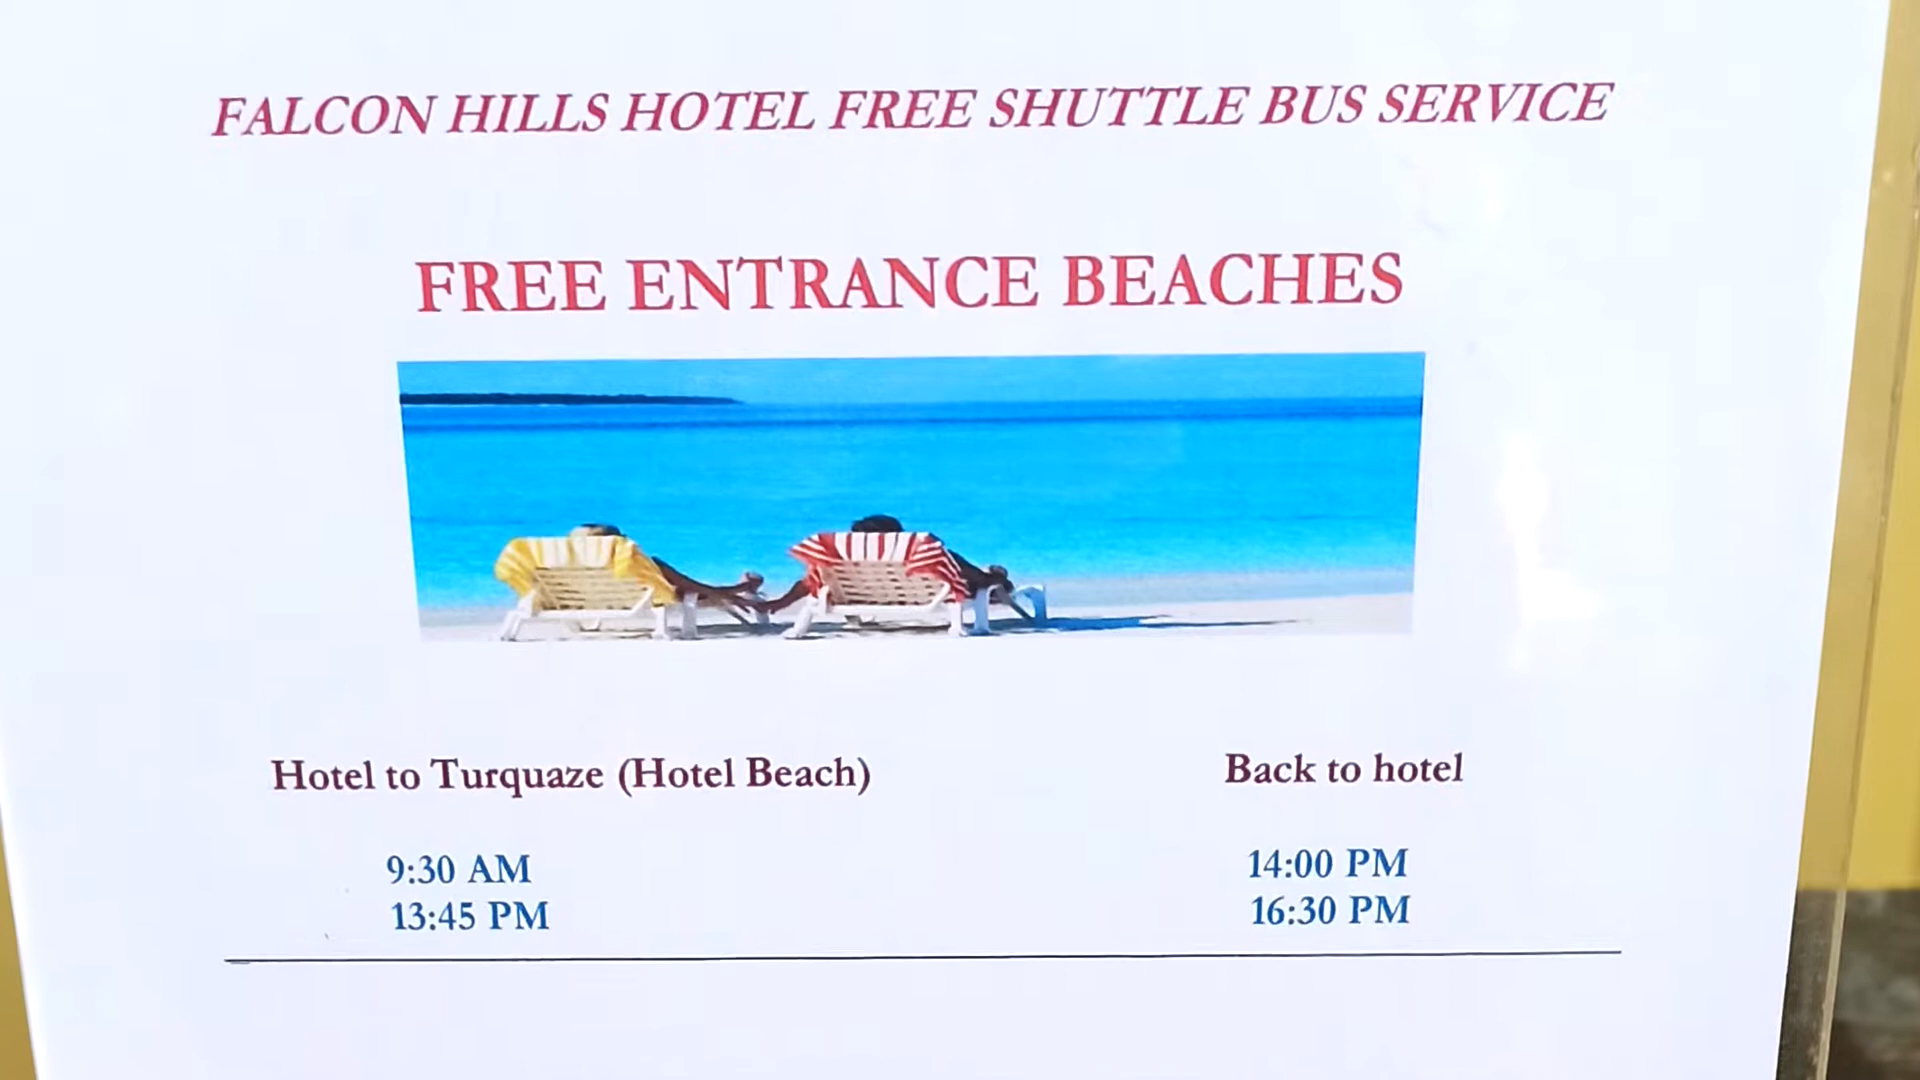 FALCON HILLS HOTEL FREE SHUTTLE BUS SERVICE
FREE ENTRANCE BEACHES
Hotel to Turquaze (Hotel Beach) Back to hotel
9:30 AM 14:00 PM
13:45 PM 16:30 PM